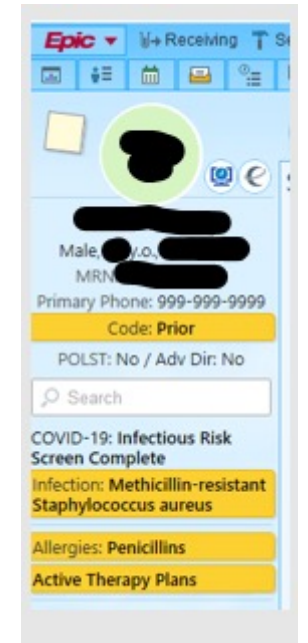 Epic Receiving
Male, y.o.,
MRN
Primary Phone: 999-999-9999
Code: Prior
POLST: No / Adv Dir: No
Search
COVID-19: Infectious Risk
Screen Complete
Infection: Methicillin-resistant
Staphylococcus aureus
Allergies: Penicillins
Active Therapy Plans